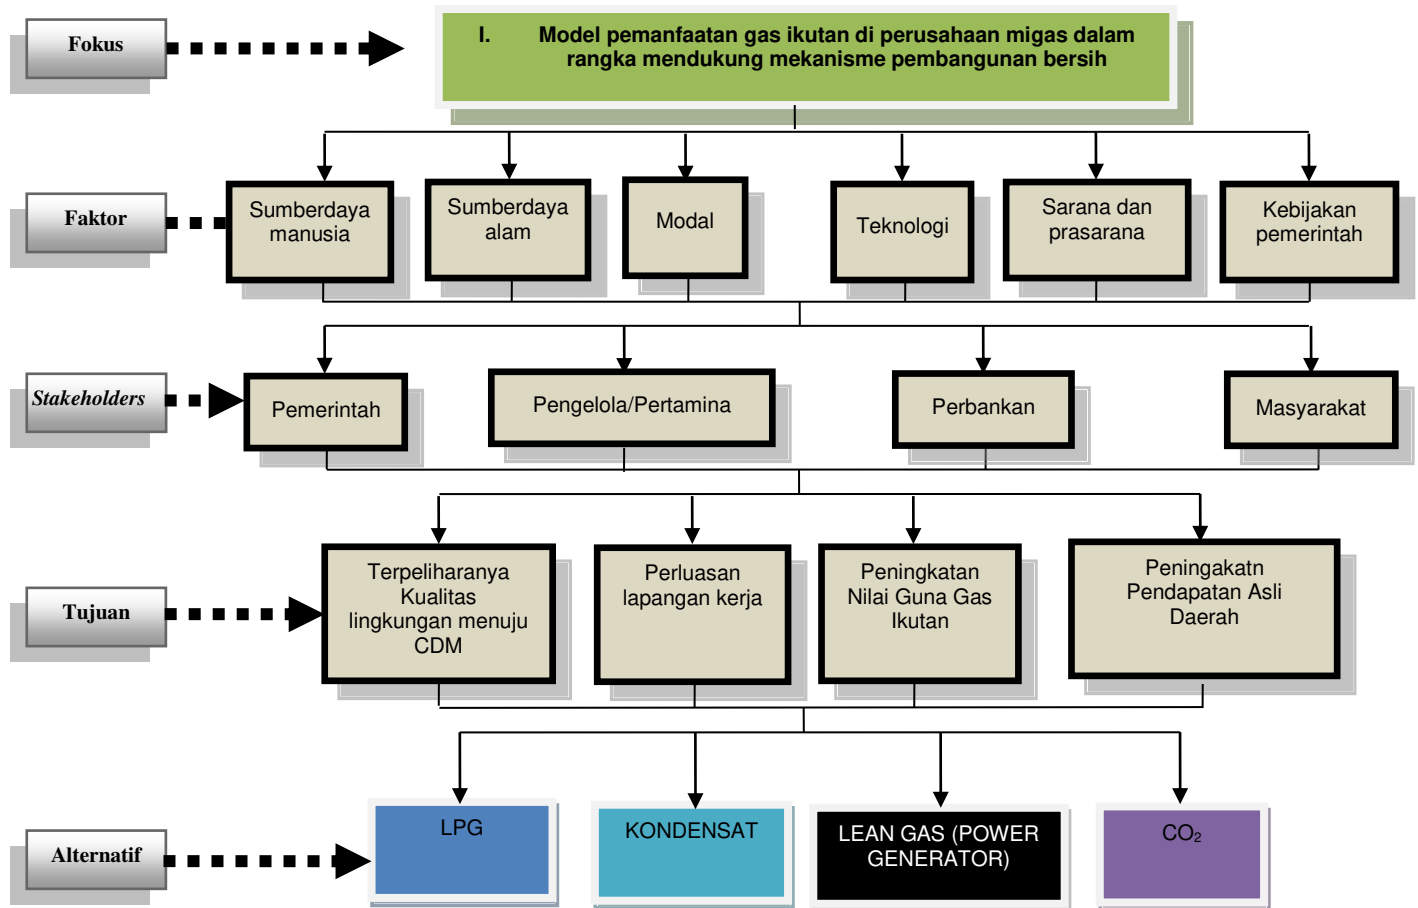 Fokus
I. Model pemanfaatan gas ikutan di perusahaan migas dalam
rangka mendukung mekanisme pembangunan bersih
Faktor
Sumberdaya
manusia
Sumberdaya
alam
Modal
Teknologi
Sarana dan
prasarana
Kebijakan
pemerintah
Stakeholders
Pemerintah
Pengelola/Pertamina
Perbankan
Masyarakat
Tujuan
Terpeliharanya
Kualitas
lingkungan menuju
CDM
Perluasan
lapangan kerja
Peningkatan
Nilai Guna Gas
Ikutan
Peningakatn
Pendapatan Asli
Daerah
Alternatif
LPG
KONDENSAT
LEAN GAS (POWER
GENERATOR)
CO₂